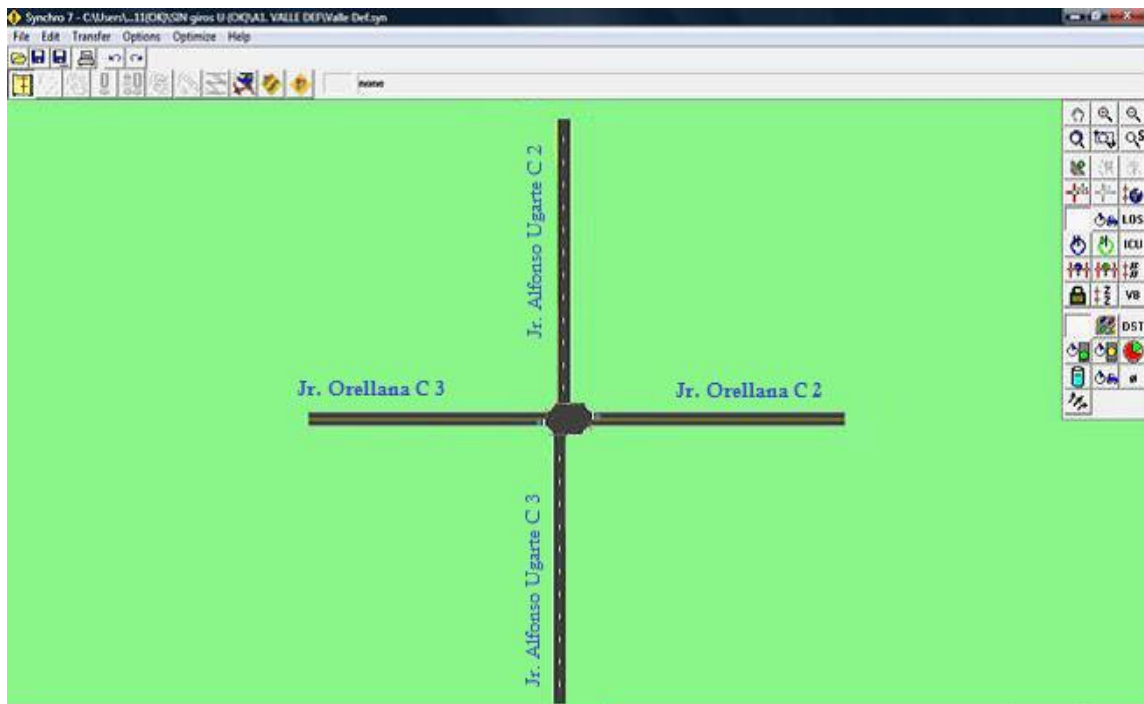 Synchro 7 - C:\Users\...11(OK)\SIN giros U (OK)\A1. VALLE DEF\Valle Def.syn
File Edit Transfer Options Optimize Help
none
Jr. Alfonso Ugarte C 2
Jr. Orellana C 3
Jr. Orellana C 2
Jr. Alfonso Ugarte C 3
LOS
ICU
VB
DST